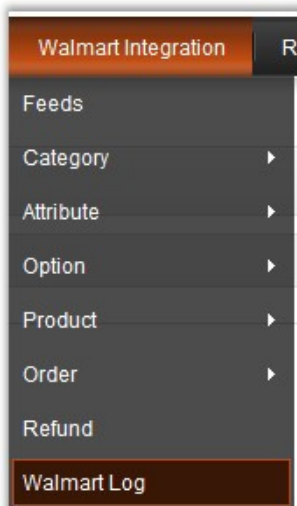 Walmart Integration R
Feeds
Category
Attribute
Option
Product
Order
Refund
Walmart Log